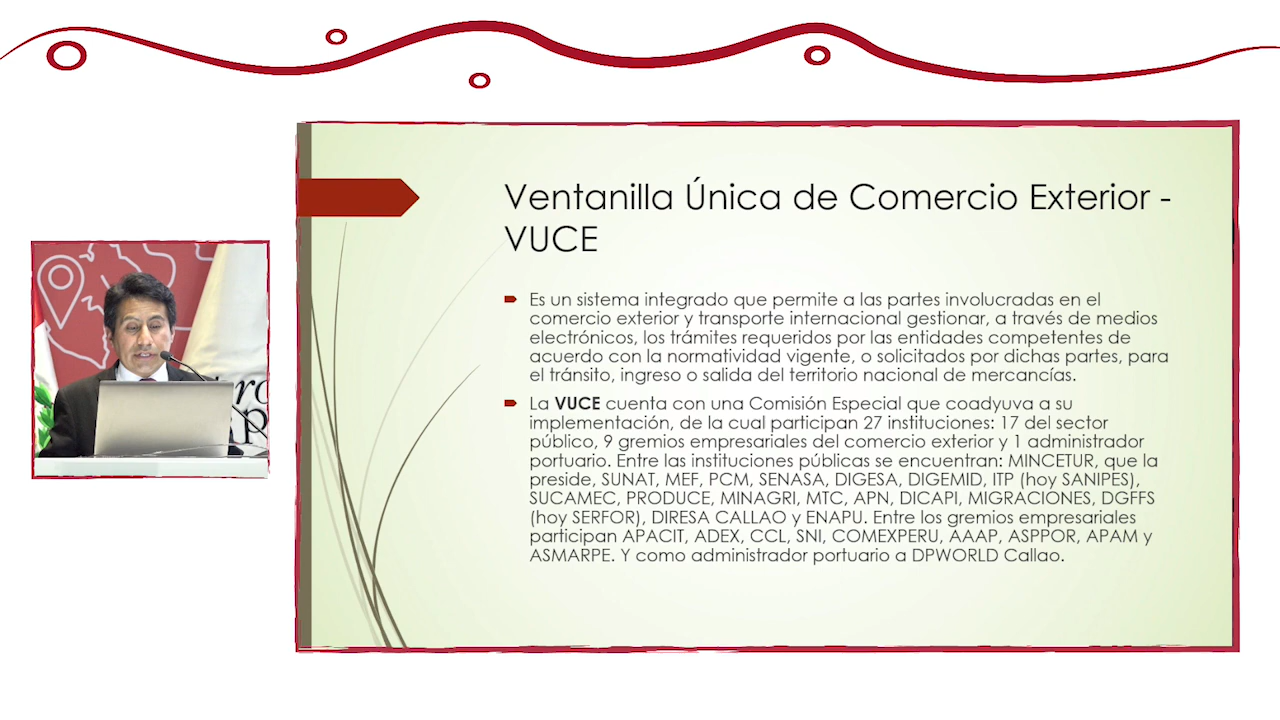 Ventanilla Única de Comercio Exterior -
VUCE
Es un sistema integrado que permite a las partes involucradas en el
comercio exterior y transporte internacional gestionar, a través de medios
electrónicos, los trámites requeridos por las entidades competentes de
acuerdo con la normatividad vigente, o solicitados por dichas partes, para
el tránsito, ingreso o salida del territorio nacional de mercancías.
La VUCE cuenta con una Comisión Especial que coadyuva a su
implementación, de la cual participan 27 instituciones: 17 del sector
público, 9 gremios empresariales del comercio exterior y 1 administrador
portuario. Entre las instituciones públicas se encuentran: MINCETUR, que la
preside, SUNAT, MEF, PCM, SENASA, DIGESA, DIGEMID, ITP (hoy SANIPES),
SUCAMEC, PRODUCE, MINAGRI, MTC, APN, DICAPI, MIGRACIONES, DGFFS
(hoy SERFOR), DIRESA CALLAO y ENAPU. Entre los gremios empresariales
participan APACIT, ADEX, CCL, SNI, COMEXPERU, AAAP, ASPPOR, APAM y
ASMARPE. Y como administrador portuario a DPWORLD Callao.